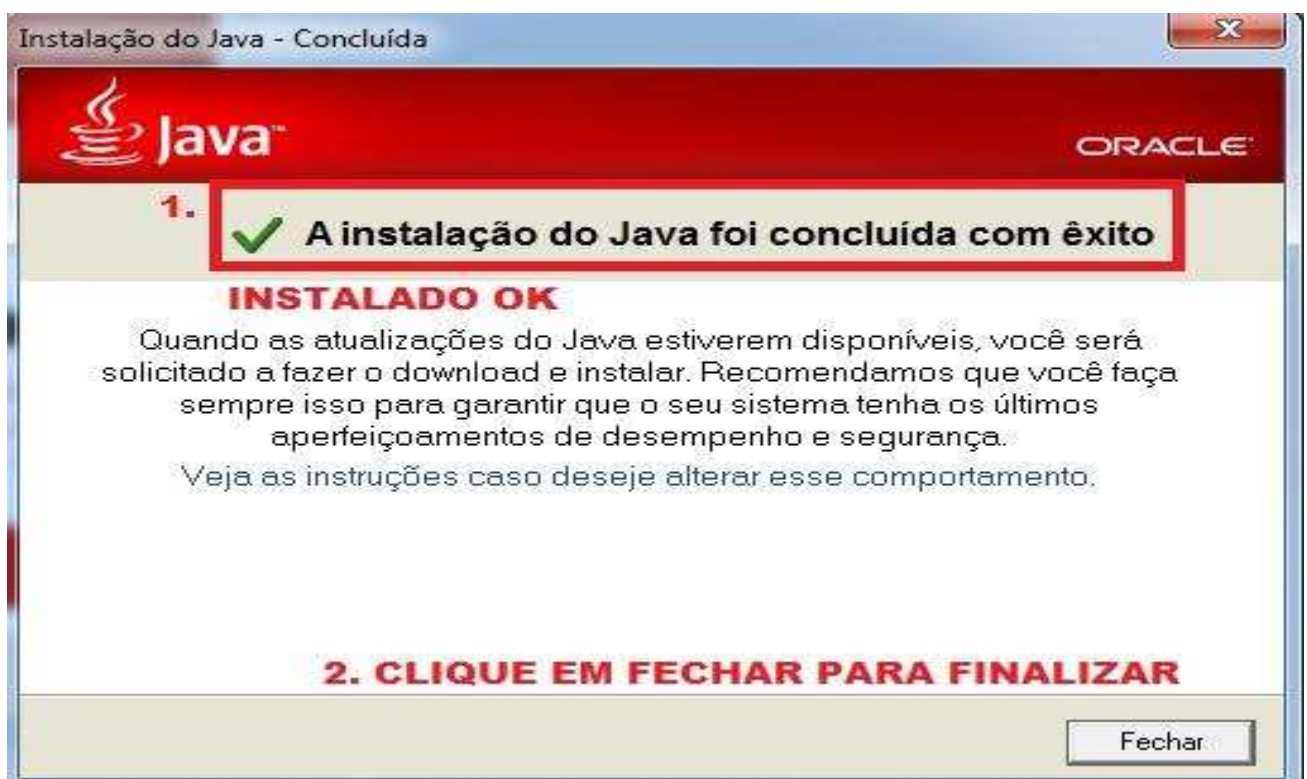 Instalação do Java - Concluída
Java™
ORACLE
1.
A instalação do Java foi concluída com êxito
INSTALADO OK
Quando as atualizações do Java estiverem disponíveis, você será
solicitado a fazer o download e instalar. Recomendamos que você faça
sempre isso para garantir que o seu sistema tenha os últimos
aperfeiçoamentos de desempenho e segurança.
Veja as instruções caso deseje alterar esse comportamento.
2. CLIQUE EM FECHAR PARA FINALIZAR
Fechar